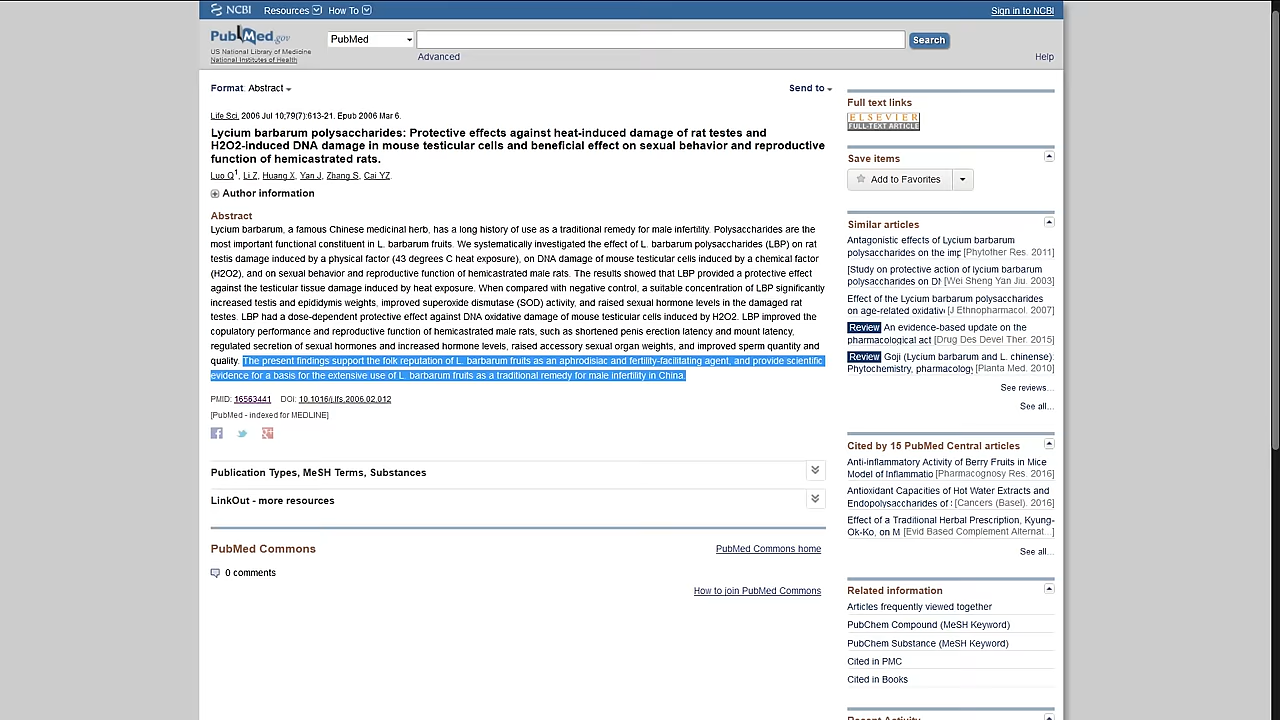 NCBI Resources How To Sign in to NCBI
PubMed.gov
US National Library of Medicine
National Institutes of Health
PubMed
Search
Advanced
Help
Format: Abstract
Send to
Life Sci. 2006 Jul 10;79(7):613-21. Epub 2006 Mar 6.
Lycium barbarum polysaccharides: Protective effects against heat-induced damage of rat testes and
H2O2-induced DNA damage in mouse testicular cells and beneficial effect on sexual behavior and reproductive
function of hemicastrated rats.
Luo Q1, Li Z, Huang X, Yan J, Zhang S, Cai YZ.
Author information
Abstract
Lycium barbarum, a famous Chinese medicinal herb, has a long history of use as a traditional remedy for male infertility. Polysaccharides are the
most important functional constituent in L. barbarum fruits. We systematically investigated the effect of L. barbarum polysaccharides (LBP) on rat
testis damage induced by a physical factor (43 degrees C heat exposure), on DNA damage of mouse testicular cells induced by a chemical factor
(H2O2), and on sexual behavior and reproductive function of hemicastrated male rats. The results showed that LBP provided a protective effect
against the testicular tissue damage induced by heat exposure. When compared with negative control, a suitable concentration of LBP significantly
increased testis and epididymis weights, improved superoxide dismutase (SOD) activity, and raised sexual hormone levels in the damaged rat
testes. LBP had a dose-dependent protective effect against DNA oxidative damage of mouse testicular cells induced by H2O2. LBP improved the
copulatory performance and reproductive function of hemicastrated male rats, such as shortened penis erection latency and mount latency,
regulated secretion of sexual hormones and increased hormone levels, raised accessory sexual organ weights, and improved sperm quantity and
quality. The present findings support the folk reputation of L. barbarum fruits as an aphrodisiac and fertility-facilitating agent, and provide scientific
evidence for a basis for the extensive use of L. barbarum fruits as a traditional remedy for male infertility in China.
PMID: 16563441 DOI: 10.1016/j.lfs.2006.02.012
[PubMed - indexed for MEDLINE]
Publication Types, MeSH Terms, Substances
LinkOut - more resources
PubMed Commons
PubMed Commons home
0 comments
How to join PubMed Commons
Full text links
ELSEVIER
FULL-TEXT ARTICLE
Save items
Add to Favorites
Similar articles
Antagonistic effects of Lycium barbarum
polysaccharides on the imp [Phytother Res. 2011]
[Study on protective action of lycium barbarum
polysaccharides on DN [Wei Sheng Yan Jiu. 2003]
Effect of the Lycium barbarum polysaccharides
on age-related oxidative [J Ethnopharmacol. 2007]
Review An evidence-based update on the
pharmacological act [Drug Des Devel Ther. 2015]
Review Goji (Lycium barbarum and L. chinense):
Phytochemistry, pharmacology [Planta Med. 2010]
See reviews...
See all...
Cited by 15 PubMed Central articles
Anti-inflammatory Activity of Berry Fruits in Mice
Model of Inflammatio [Pharmacognosy Res. 2016]
Antioxidant Capacities of Hot Water Extracts and
Endopolysaccharides of [Cancers (Basel). 2016]
Effect of a Traditional Herbal Prescription, Kyung-
Ok-Ko, on M [Evid Based Complement Alternat...]
See all...
Related information
Articles frequently viewed together
PubChem Compound (MeSH Keyword)
PubChem Substance (MeSH Keyword)
Cited in PMC
Cited in Books
Recent Activity